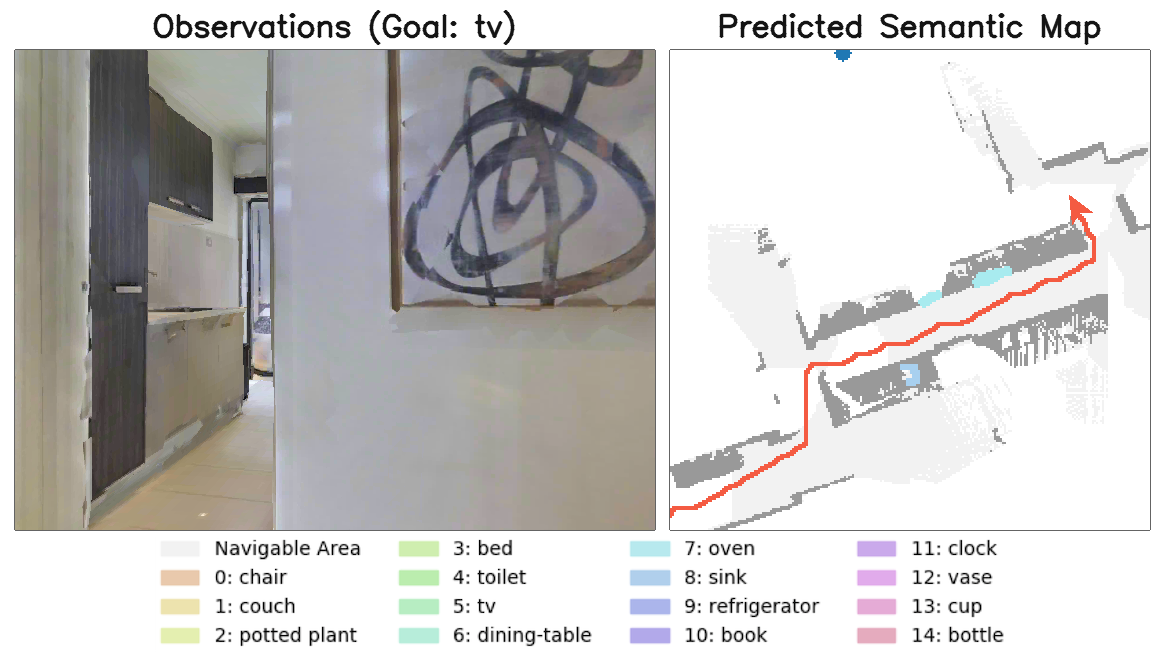 Observations (Goal: tv)
Predicted Semantic Map
Navigable Area
0: chair
1: couch
2: potted plant
3: bed
4: toilet
5: tv
6: dining-table
7: oven
8: sink
9: refrigerator
10: book
11: clock
12: vase
13: cup
14: bottle